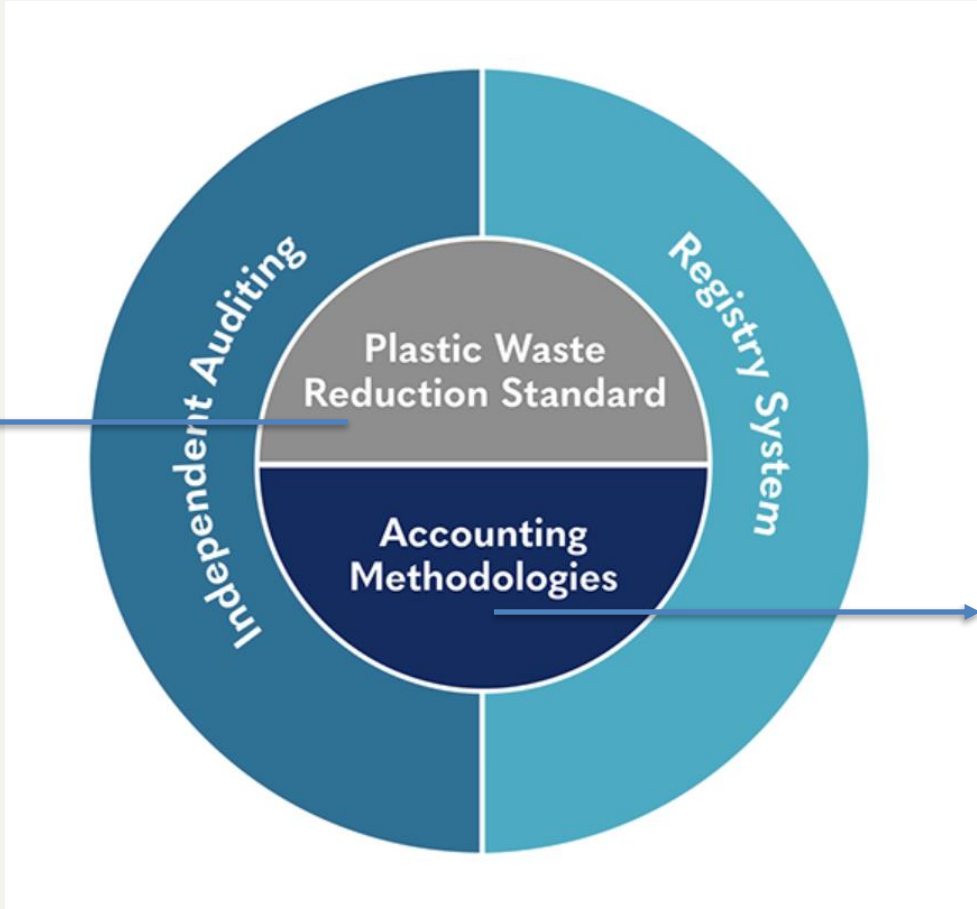 Independent Auditing
Registry System
Plastic Waste
Reduction Standard
Accounting
Methodologies